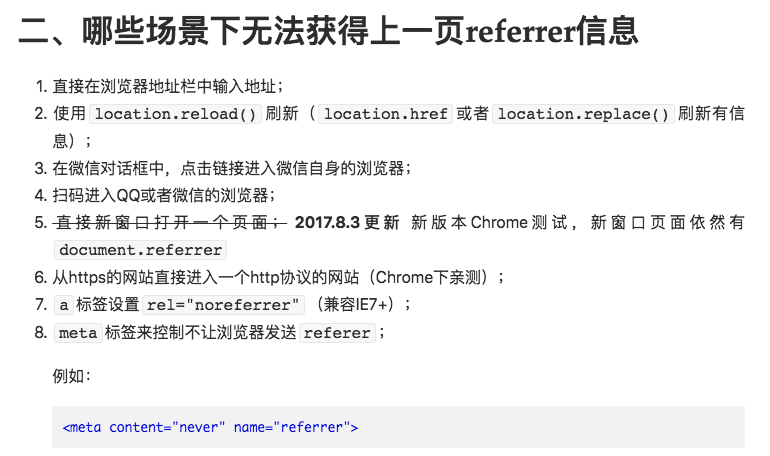 二、哪些场景下无法获得上一页referrer信息
1. 直接在浏览器地址栏中输入地址；
2. 使用 location.reload() 刷新（ location.href 或者 location.replace() 刷新有信
息）；
3. 在微信对话框中，点击链接进入微信自身的浏览器；
4. 扫码进入QQ或者微信的浏览器；
5. 直接新窗口打开一个页面； 2017.8.3更新 新版本Chrome测试，新窗口页面依然有
document.referrer
6. 从https的网站直接进入一个http协议的网站（Chrome下亲测）；
7. a 标签设置 rel="noreferrer" （兼容IE7+）；
8. meta 标签来控制不让浏览器发送 referer ；
例如：
<meta content="never" name="referrer">